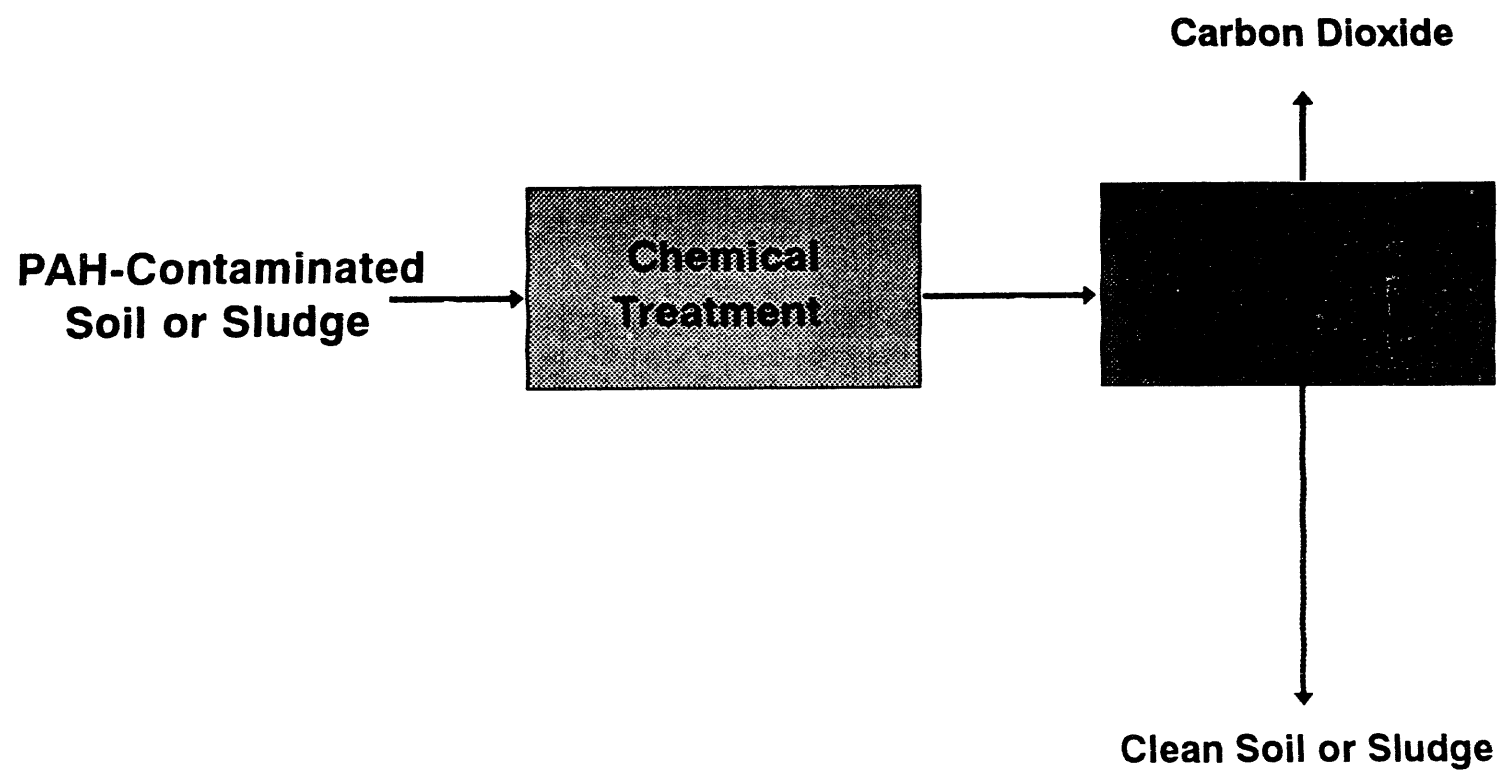 Carbon Dioxide
PAH-Contaminated
Soil or Sludge
Chemical
Treatment
Clean Soil or Sludge